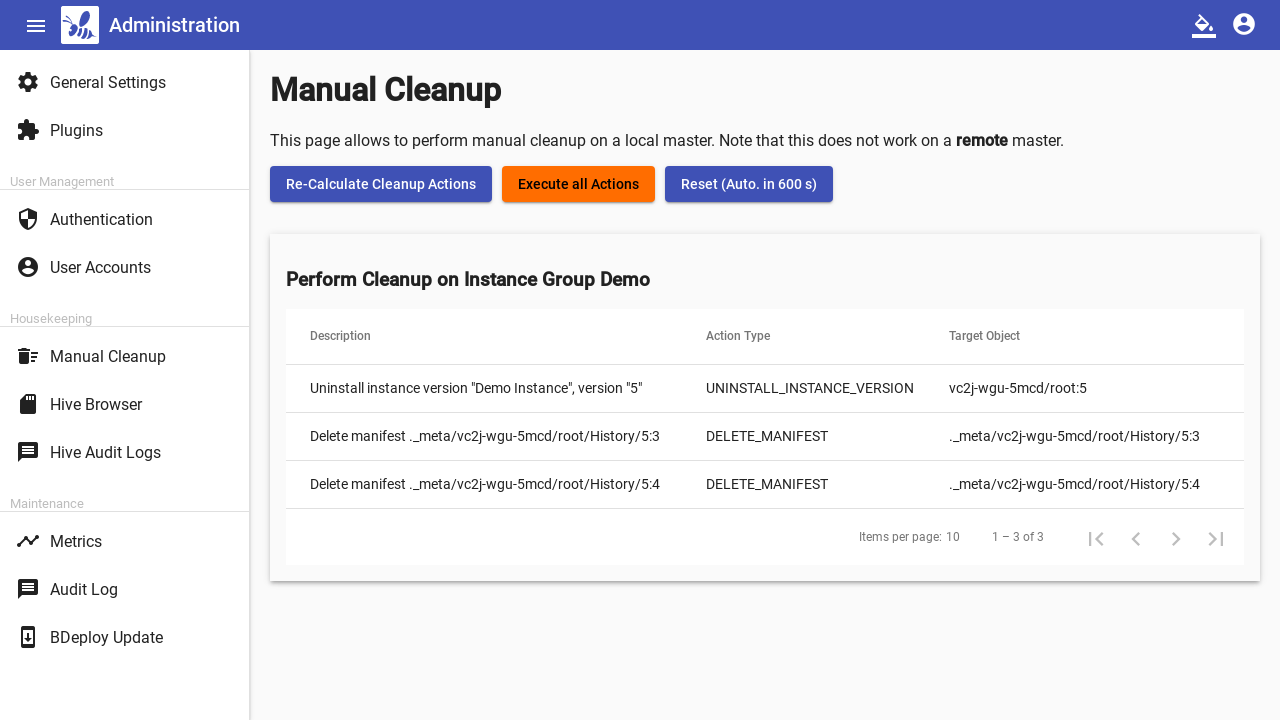 Administration
General Settings
Plugins
User Management
Authentication
User Accounts
Housekeeping
Manual Cleanup
Hive Browser
Hive Audit Logs
Maintenance
Metrics
Audit Log
BDeploy Update
Manual Cleanup
This page allows to perform manual cleanup on a local master. Note that this does not work on a remote master.
Re-Calculate Cleanup Actions Execute all Actions Reset (Auto. in 600 s)
Perform Cleanup on Instance Group Demo
Description Action Type Target Object
Uninstall instance version "Demo Instance", version "5" UNINSTALL_INSTANCE_VERSION vc2j-wgu-5mcd/root:5
Delete manifest ._meta/vc2j-wgu-5mcd/root/History/5:3 DELETE_MANIFEST ._meta/vc2j-wgu-5mcd/root/History/5:3
Delete manifest ._meta/vc2j-wgu-5mcd/root/History/5:4 DELETE_MANIFEST ._meta/vc2j-wgu-5mcd/root/History/5:4
Items per page: 10 1 – 3 of 3